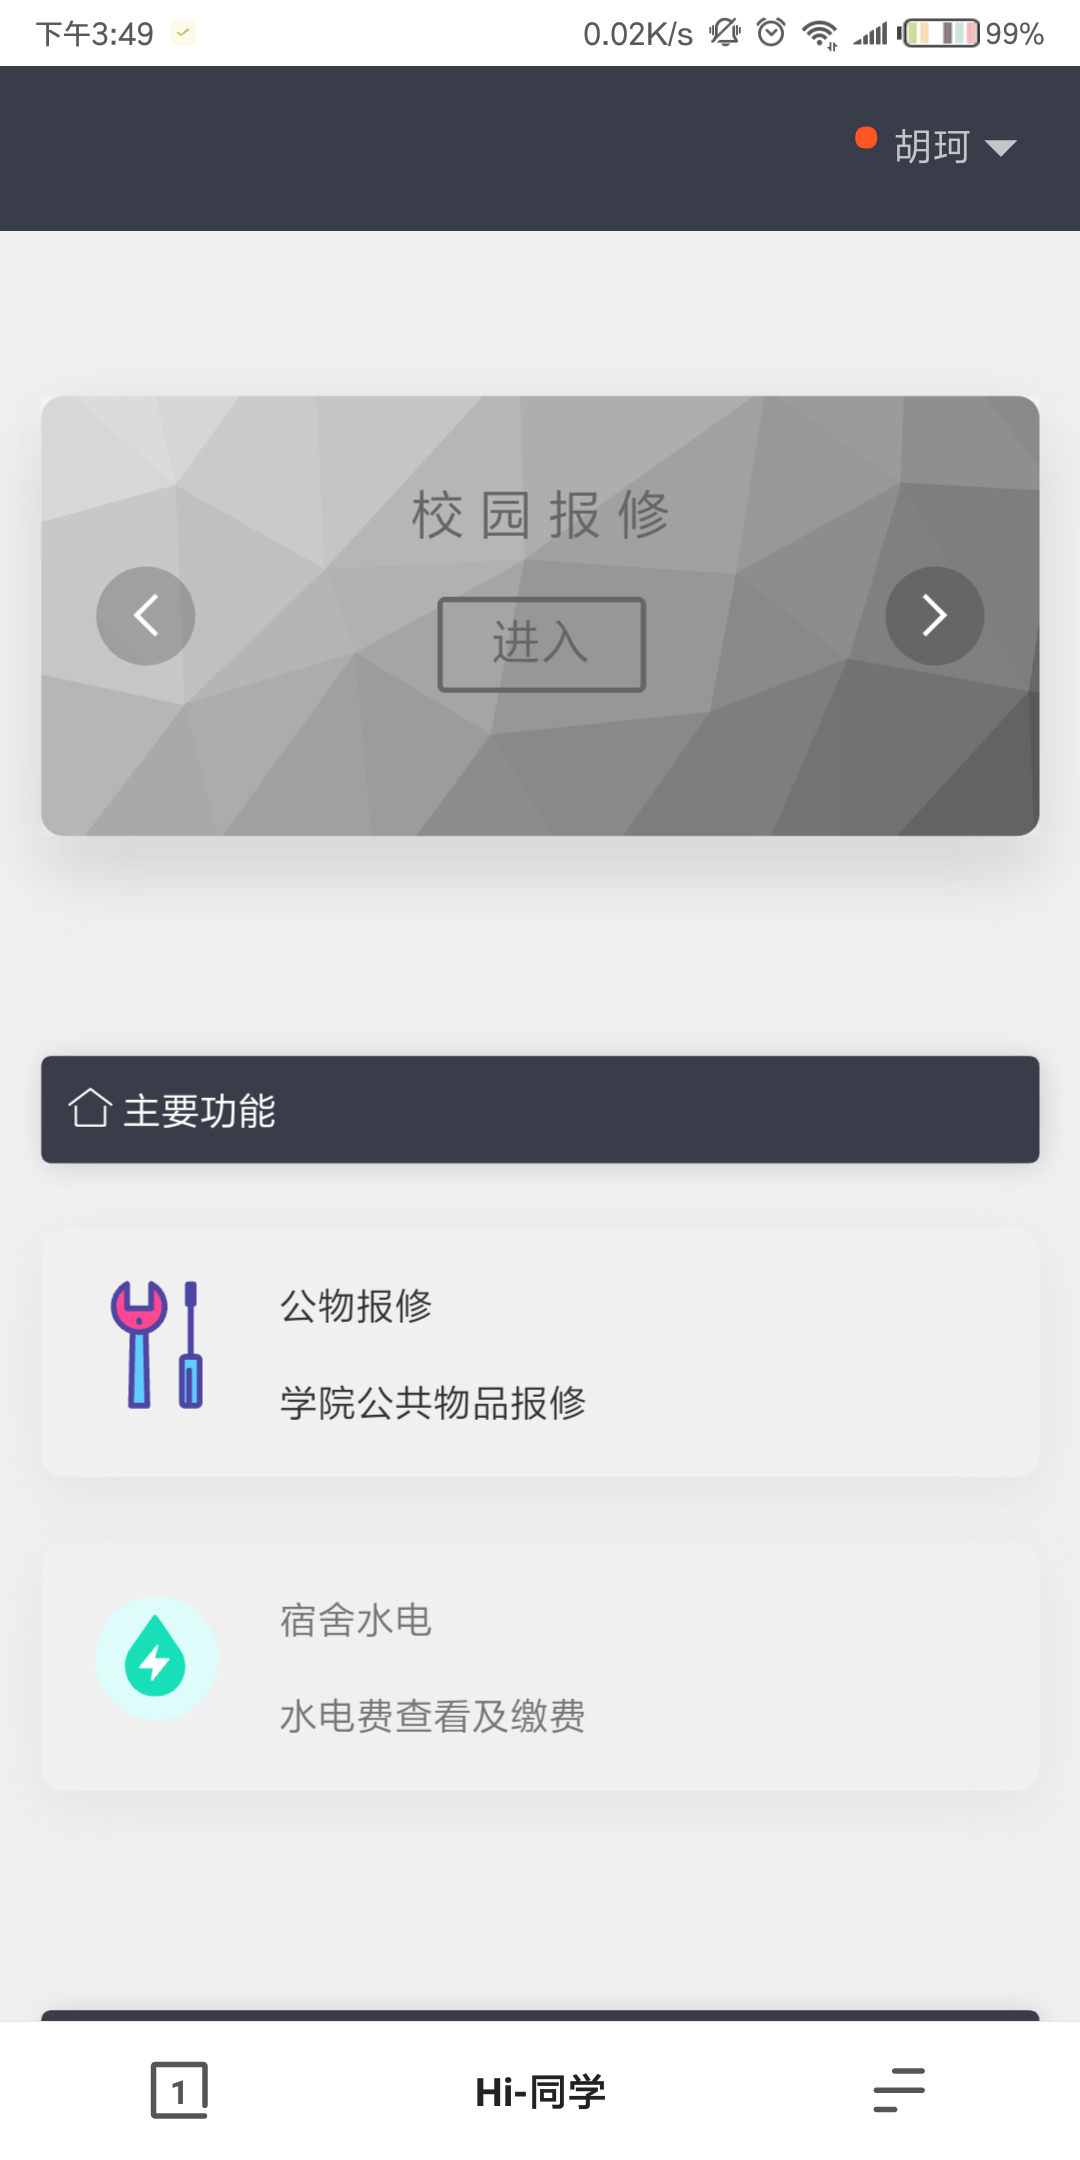 下午3:49
0.02K/s
99%
胡珂
校园报修
进入
主要功能
公物报修
学院公共物品报修
宿舍水电
水电费查看及缴费
1
Hi-同学